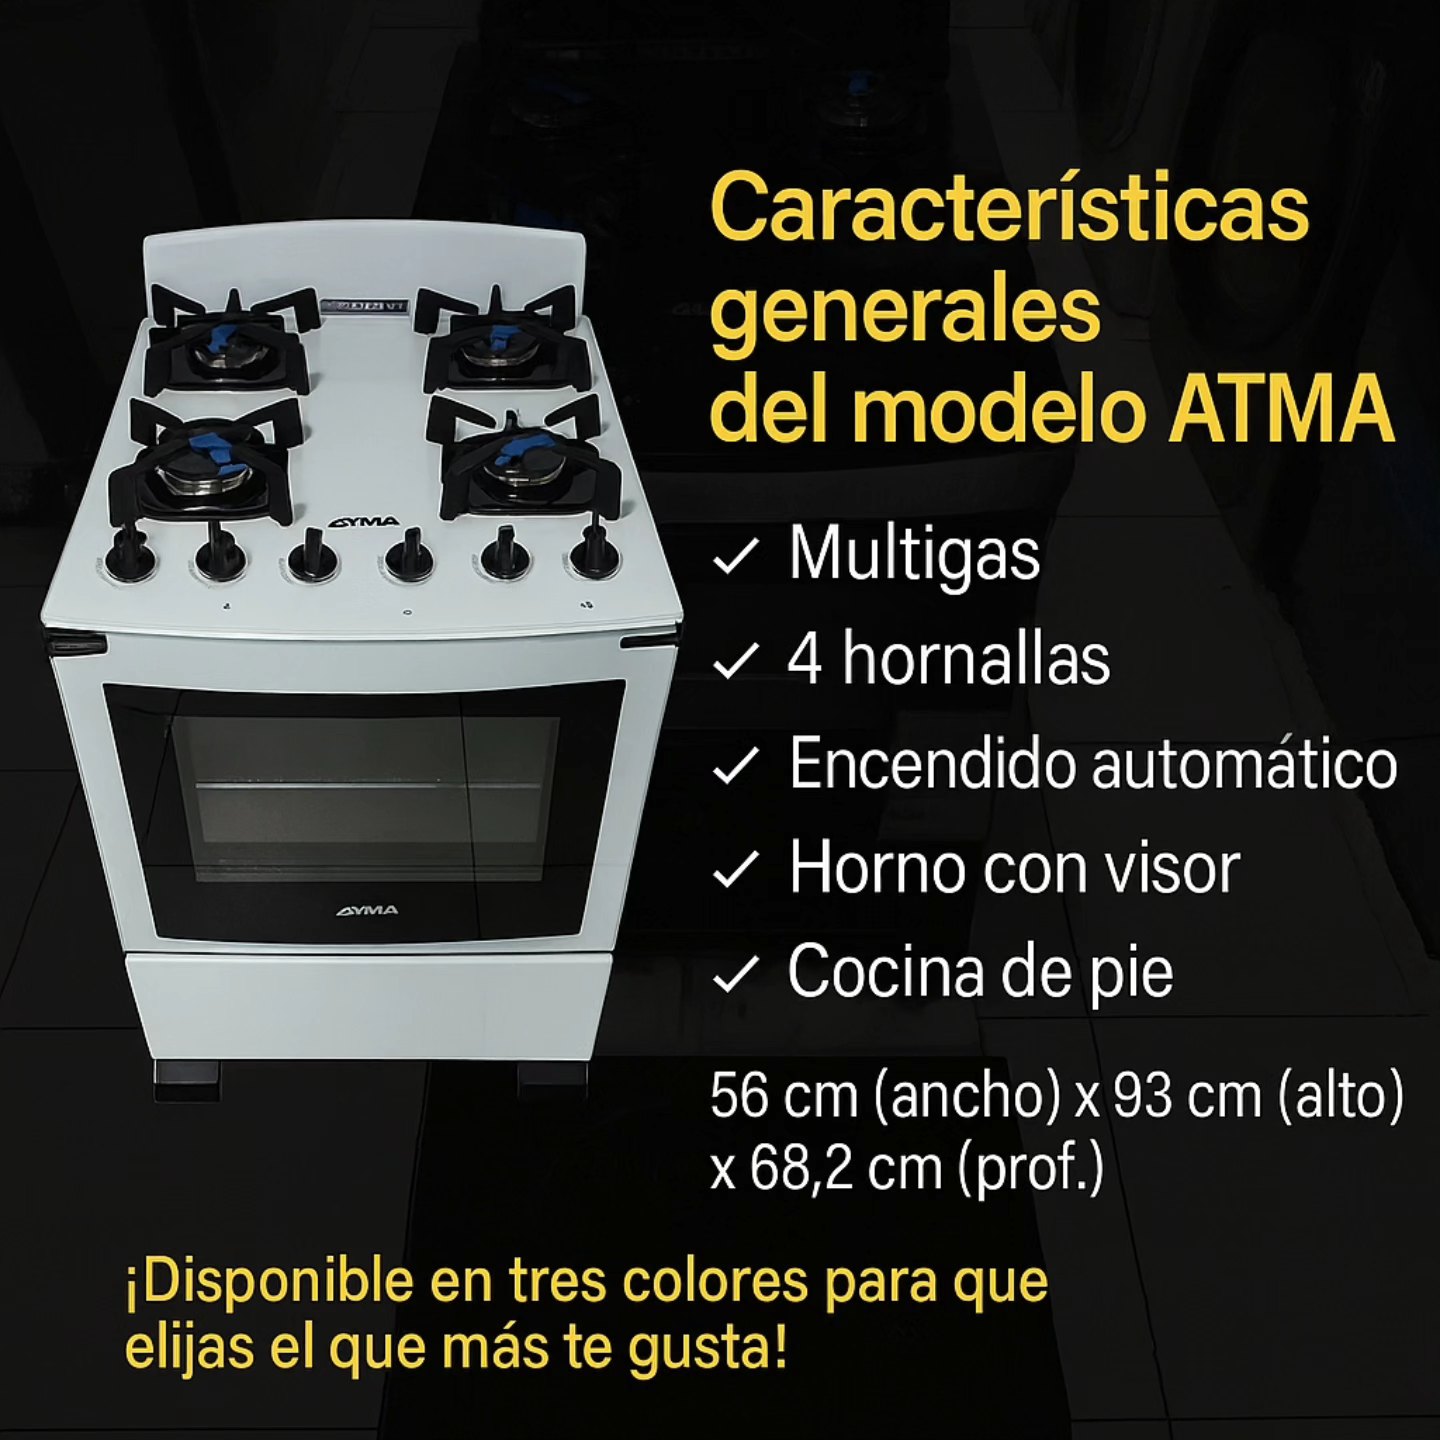 Características
generales
del modelo ATMA
Multigas
4 hornallas
Encendido automático
Horno con visor
Cocina de pie
56 cm (ancho) x 93 cm (alto)
x 68,2 cm (prof.)
¡Disponible en tres colores para que
elijas el que más te gusta!
AYMA
AYMA